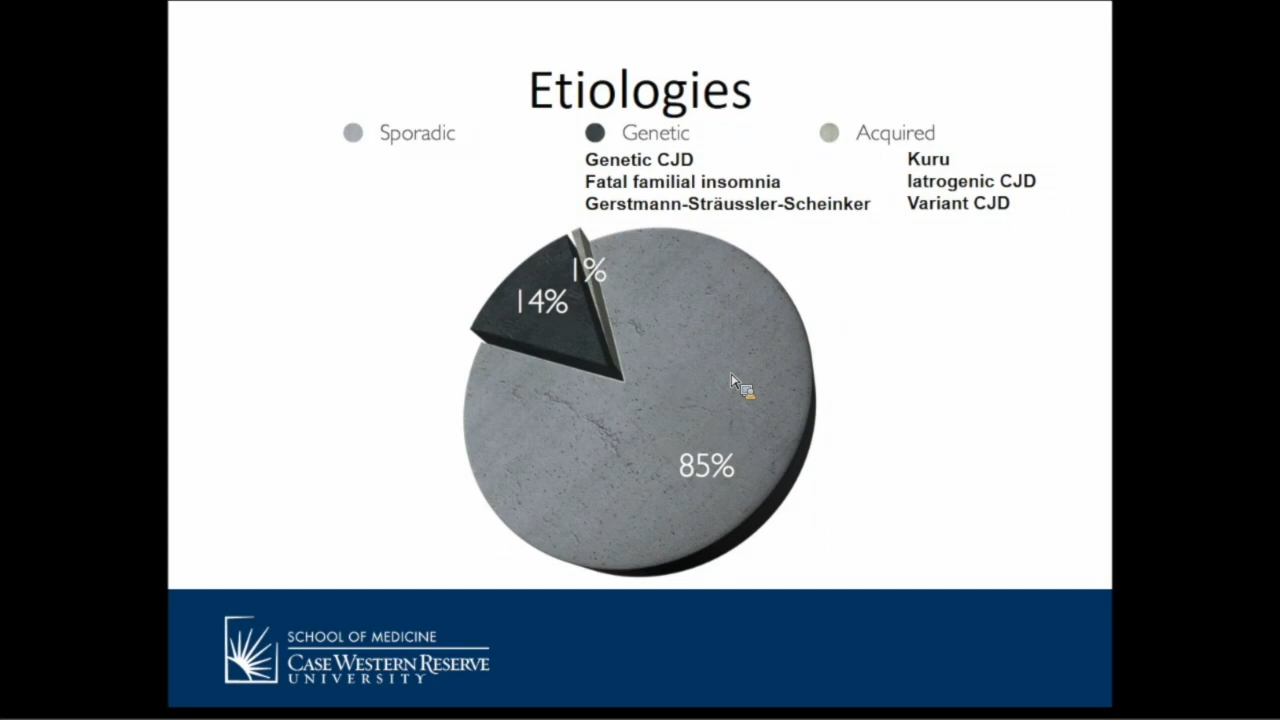 Etiologies
Sporadic
Genetic
Acquired
Genetic CJD
Fatal familial insomnia
Gerstmann-Sträussler-Scheinker
Kuru
Iatrogenic CJD
Variant CJD
1%
14%
85%
SCHOOL OF MEDICINE
CASE WESTERN RESERVE
UNIVERSITY